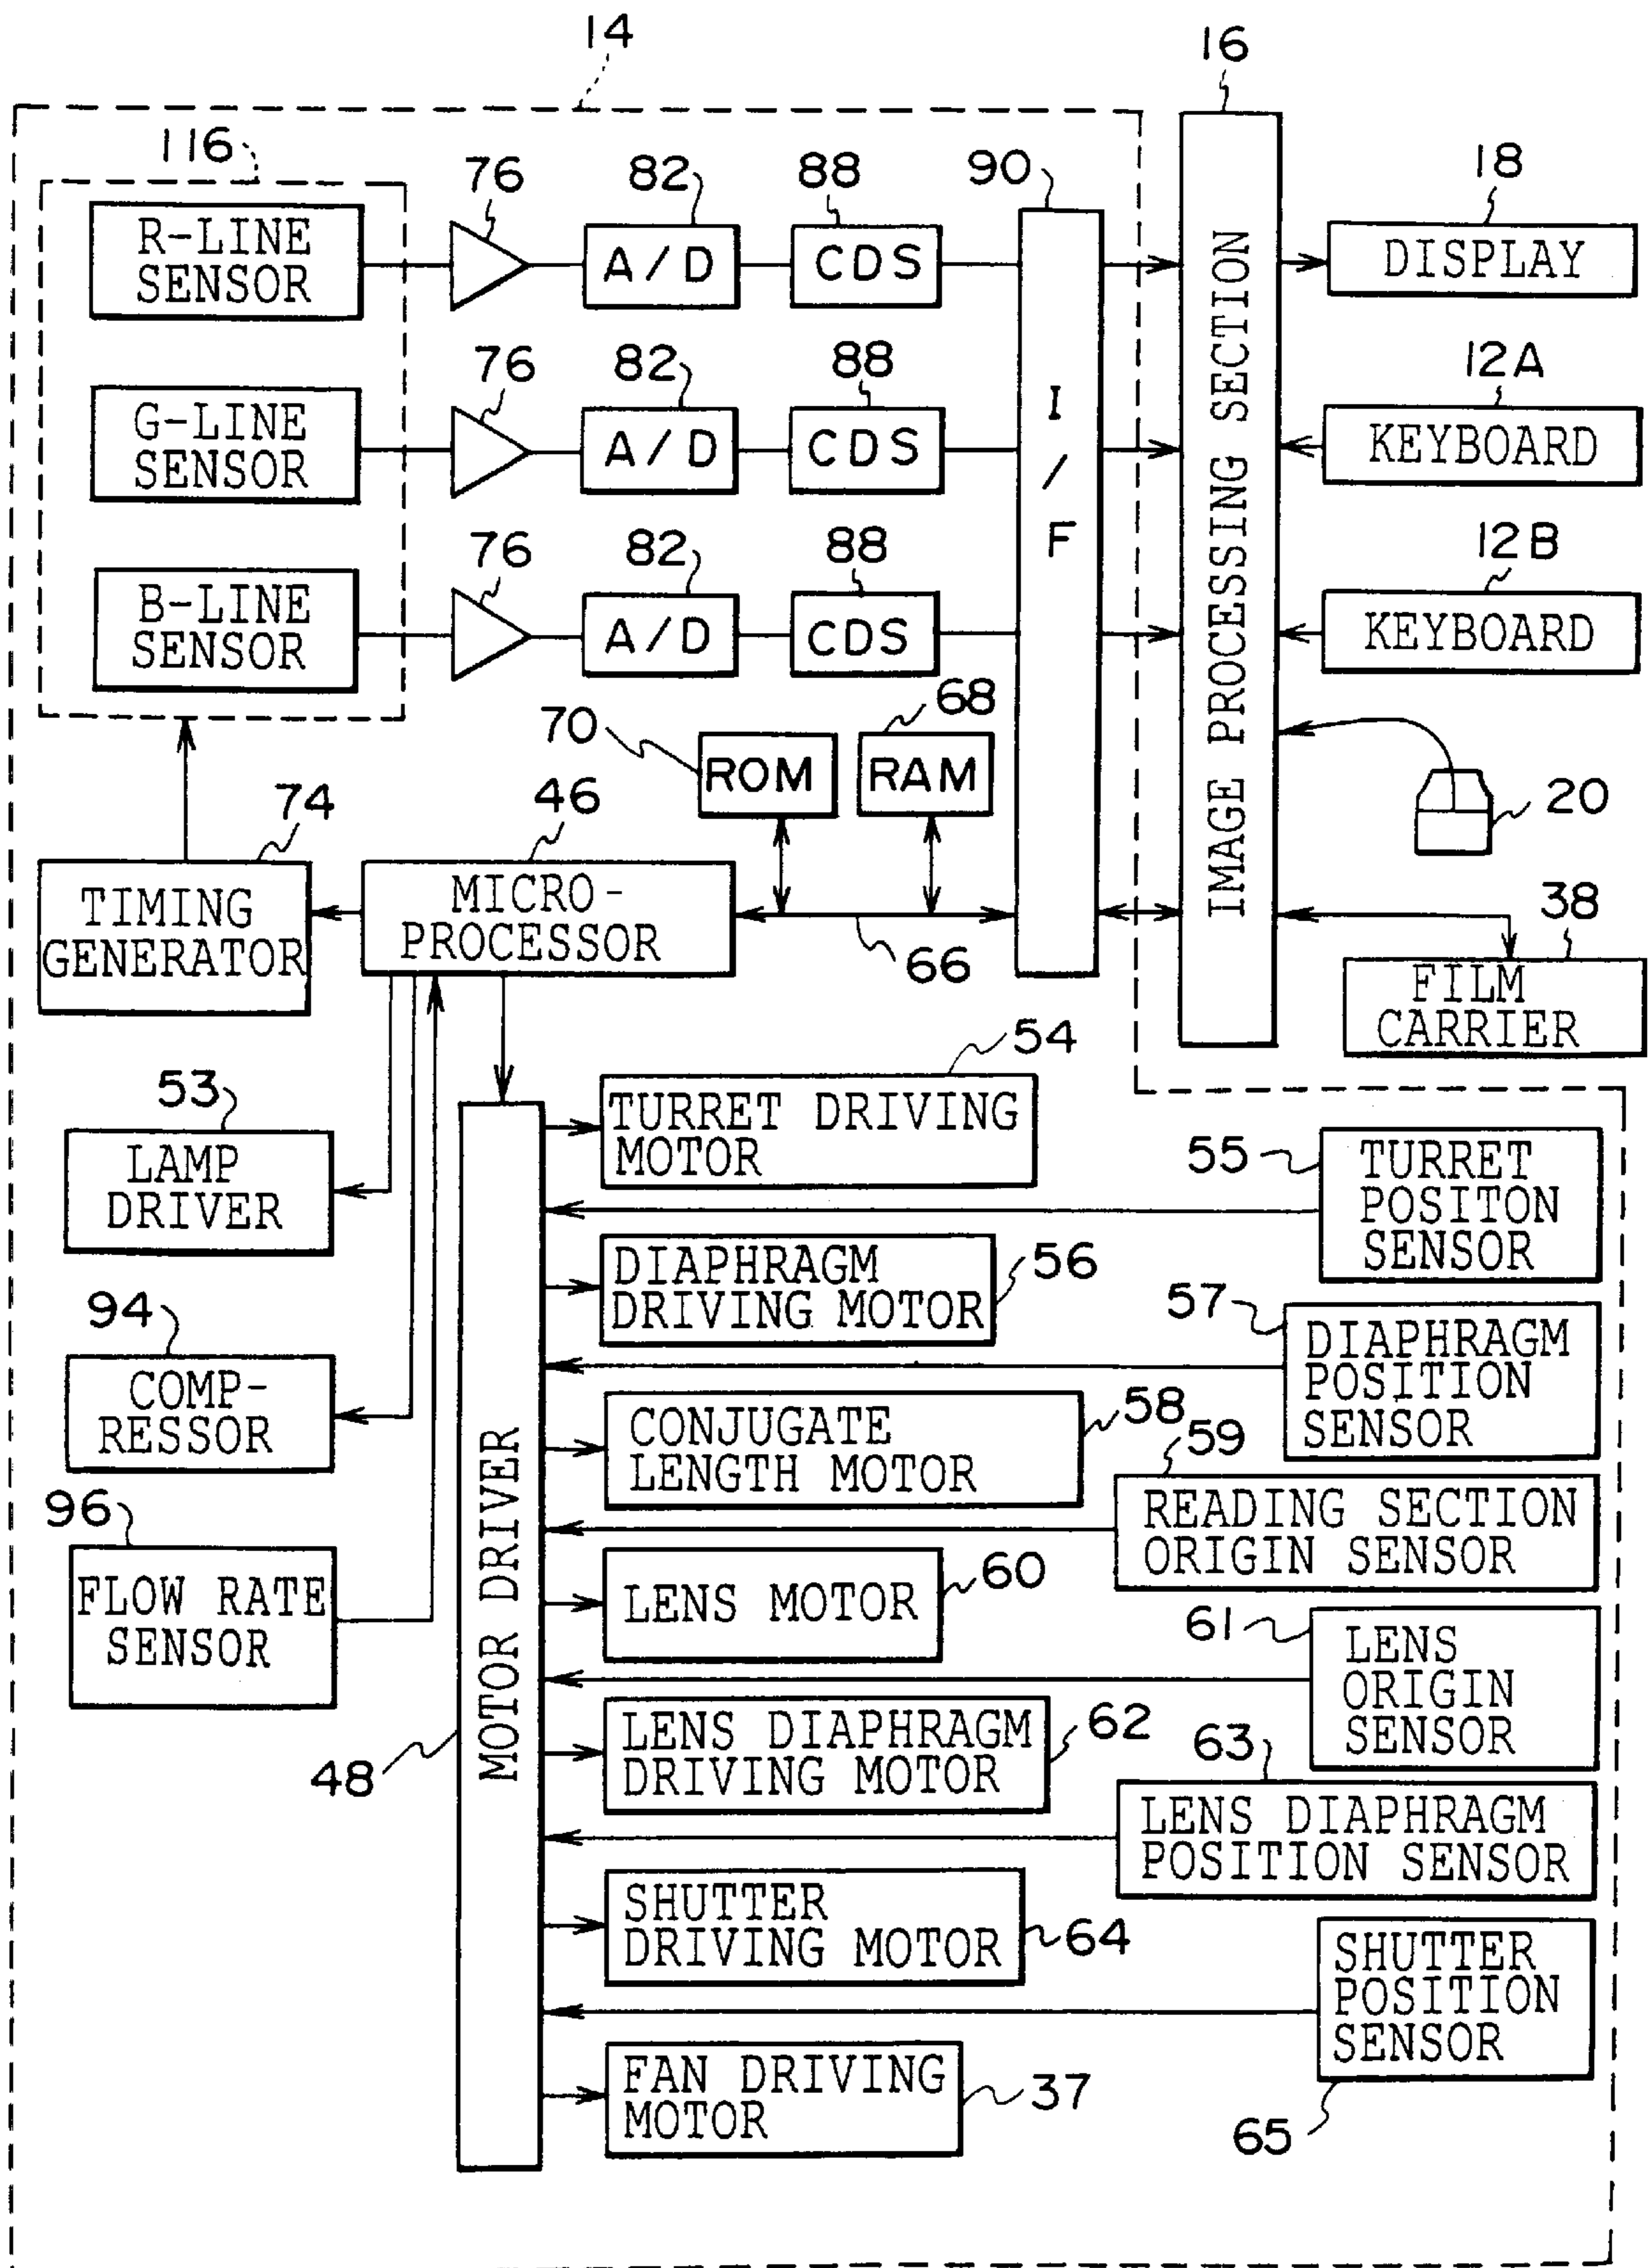 14
16
116
76
82
88
90
18
R-LINE
SENSOR
A/D
CDS
DISPLAY
76
82
88
12A
G-LINE
SENSOR
A/D
CDS
I/F
KEYBOARD
76
82
88
12B
B-LINE
SENSOR
A/D
CDS
KEYBOARD
IMAGE PROCESSING SECTION
70
68
ROM
RAM
20
74
46
TIMING
GENERATOR
MICRO-
PROCESSOR
66
38
FILM
CARRIER
53
LAMP
DRIVER
94
COMP-
RESSOR
96
FLOW RATE
SENSOR
48
MOTOR DRIVER
54
TURRET DRIVING
MOTOR
55
TURRET
POSITON
SENSOR
DIAPHRAGM
DRIVING MOTOR
56
57
DIAPHRAGM
POSITION
SENSOR
CONJUGATE
LENGTH MOTOR
58
59
READING SECTION
ORIGIN SENSOR
LENS MOTOR
60
61
LENS
ORIGIN
SENSOR
LENS DIAPHRAGM
DRIVING MOTOR
62
63
LENS DIAPHRAGM
POSITION SENSOR
SHUTTER
DRIVING MOTOR
64
SHUTTER
POSITION
SENSOR
65
FAN DRIVING
MOTOR
37